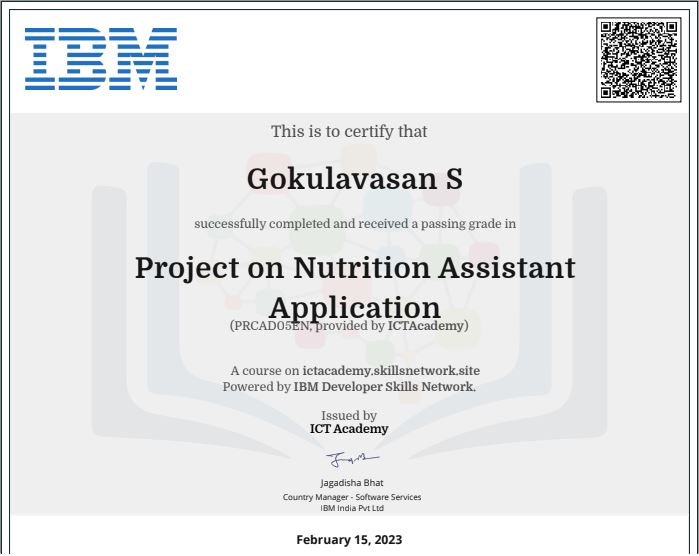 IBM
This is to certify that
Gokulavasan S
successfully completed and received a passing grade in
Project on Nutrition Assistant
Application
(PRCAD05EN, provided by ICTAcademy)
A course on ictacademy.skillsnetwork.site
Powered by IBM Developer Skills Network.
Issued by
ICT Academy
Jagadisha Bhat
Country Manager - Software Services
IBM India Pvt Ltd
February 15, 2023